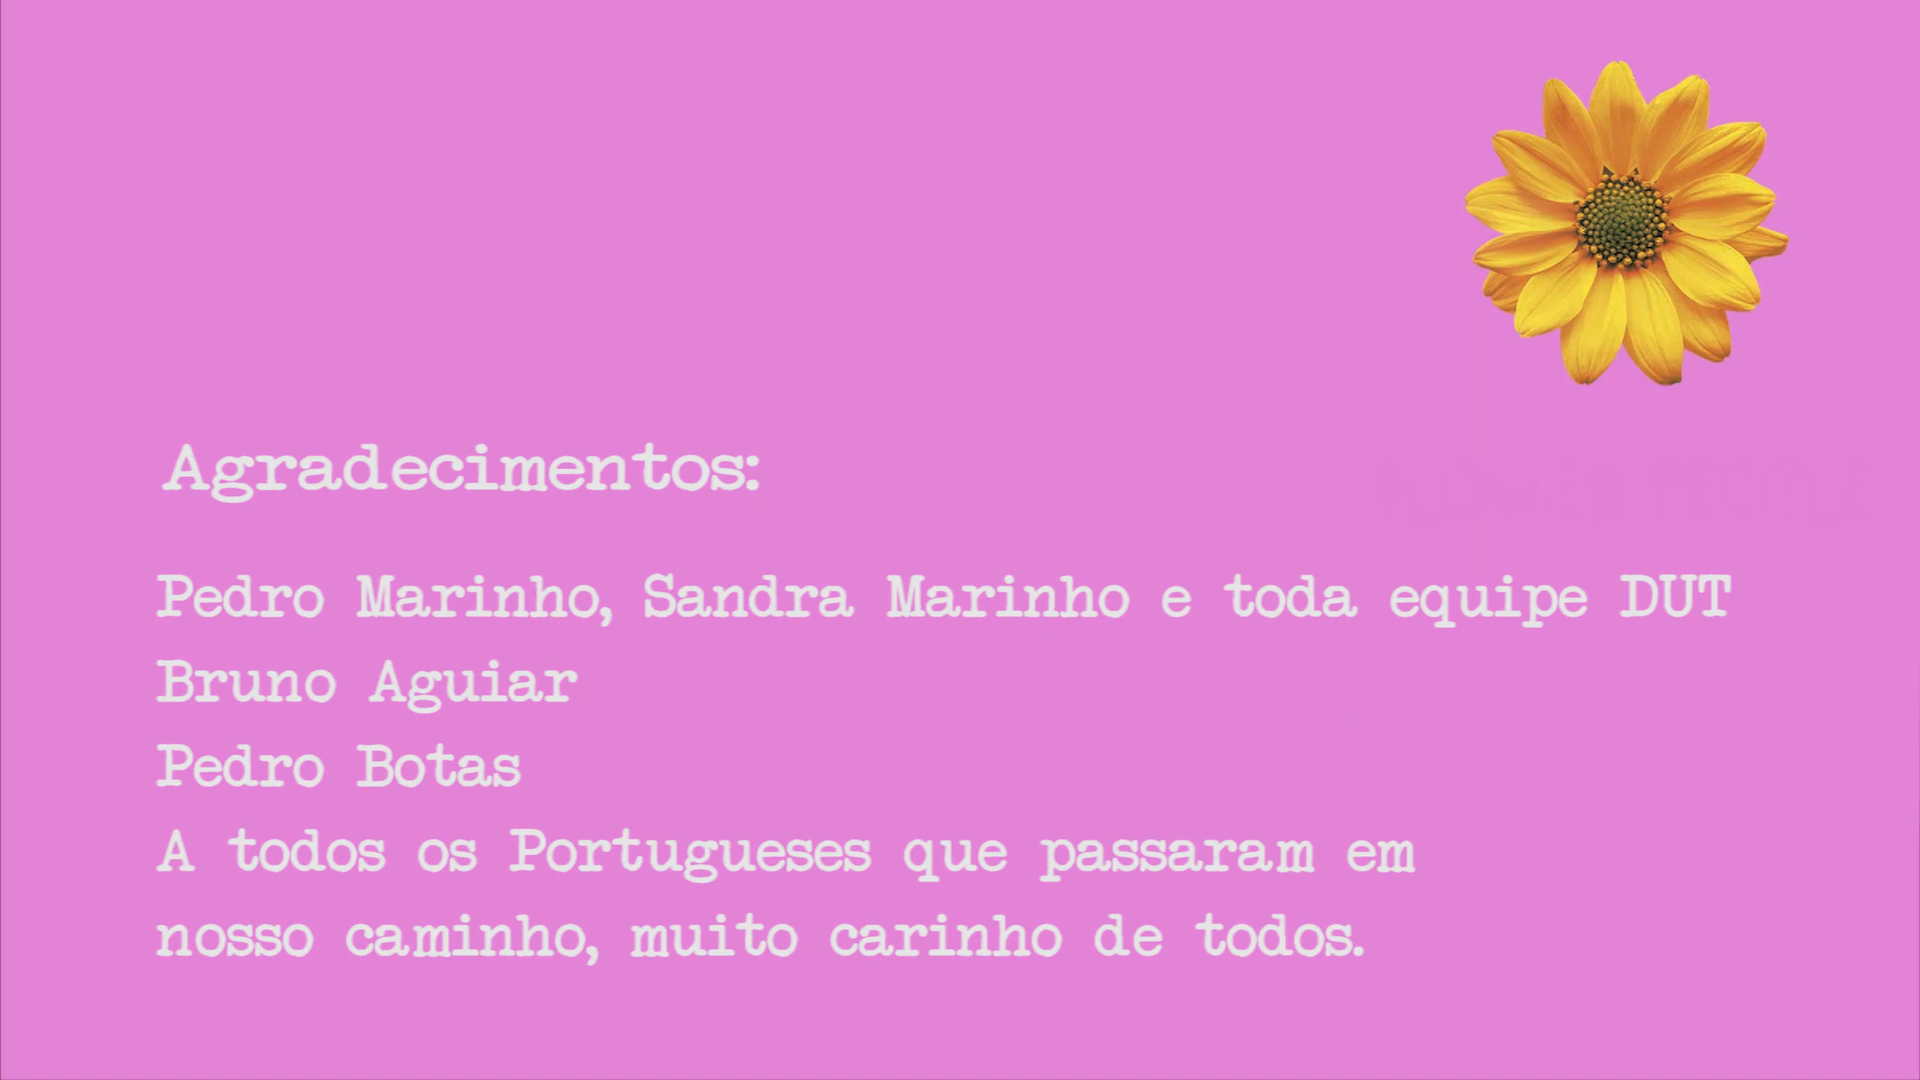 Agradecimentos:
Pedro Marinho, Sandra Marinho e toda equipe DUT
Bruno Aguiar
Pedro Botas
A todos os Portugueses que passaram em
nosso caminho, muito carinho de todos.